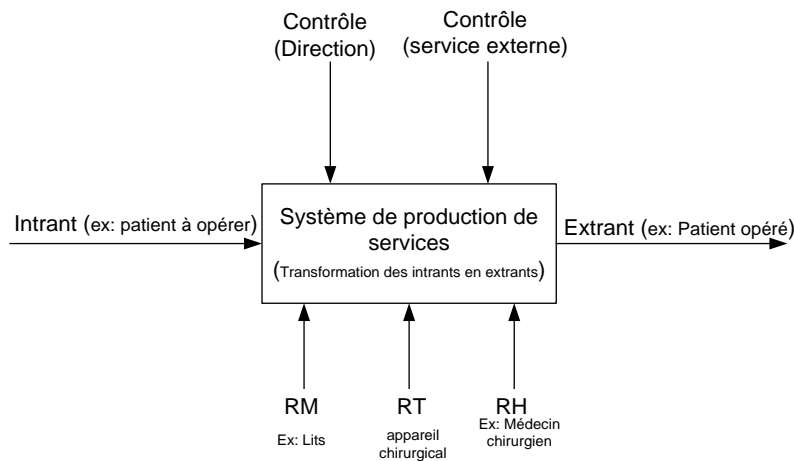 Contrôle
(Direction)
Contrôle
(service externe)
Intrant (ex: patient à opérer)
Système de production de
services
(Transformation des intrants en extrants)
Extrant (ex: Patient opéré)
RM
Ex: Lits
RT
appareil
chirurgical
RH
Ex: Médecin
chirurgien